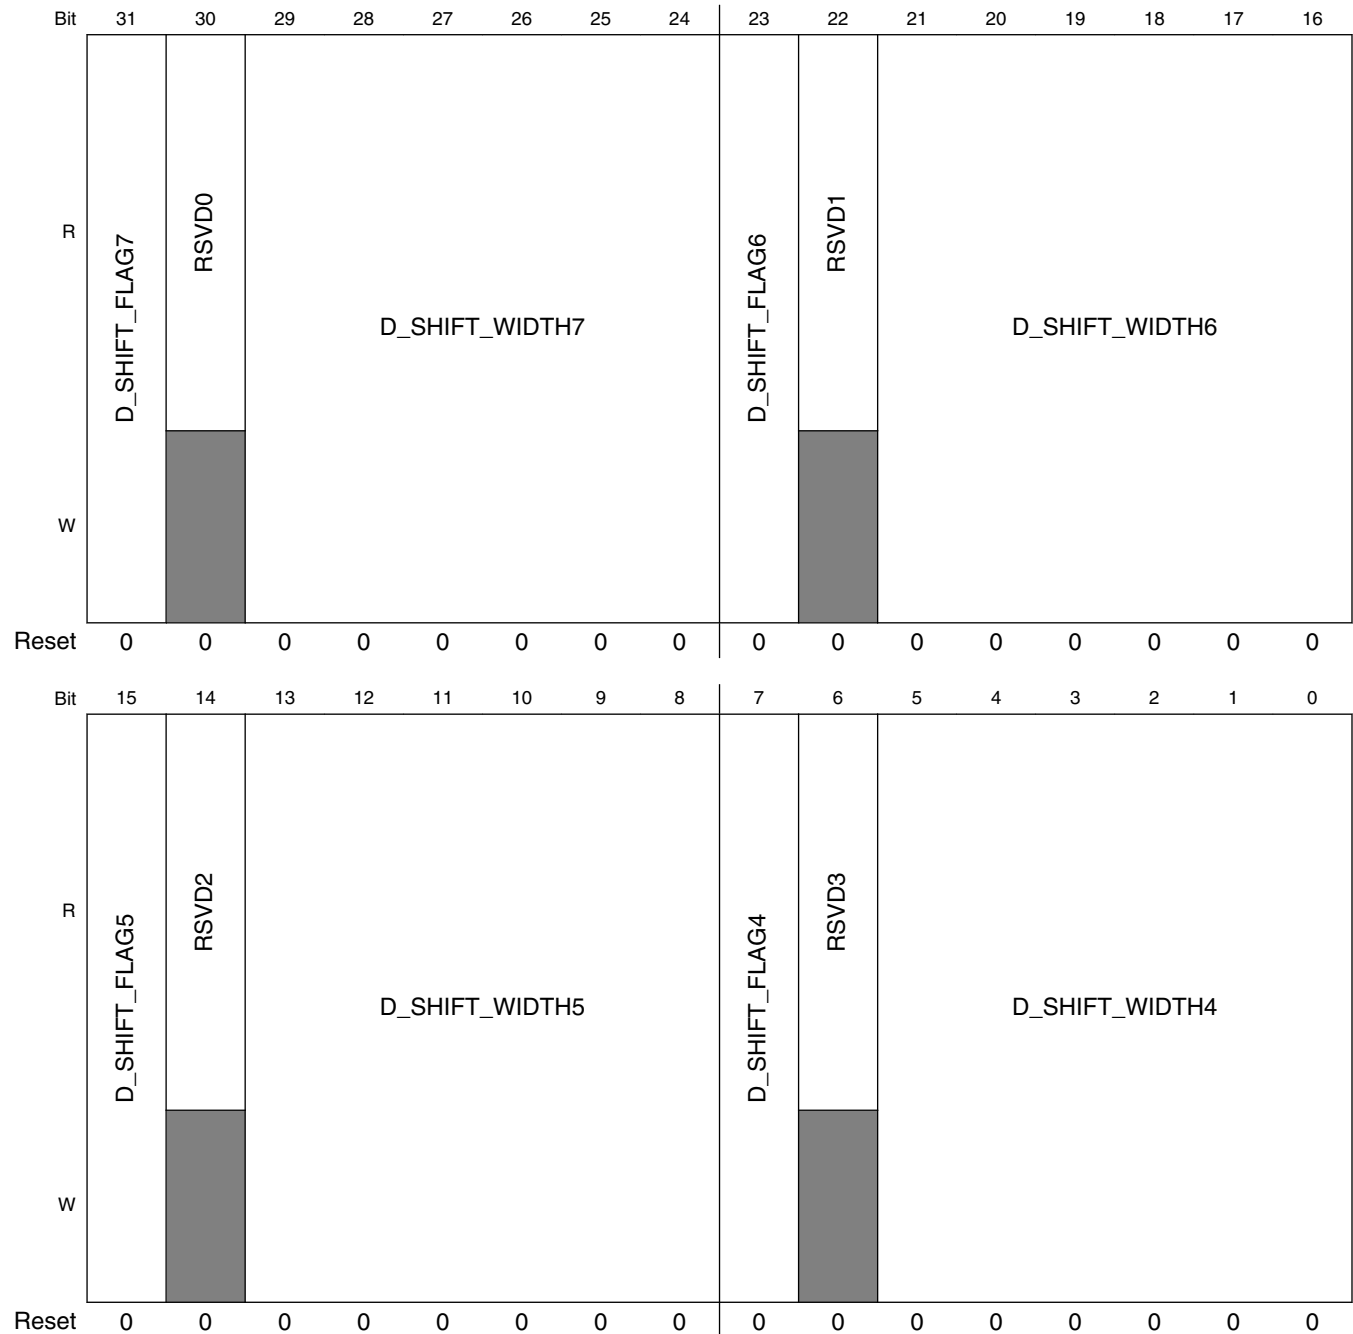 Bit 31 30 29 28 27 26 25 24 23 22 21 20 19 18 17 16
R
W
D_SHIFT_FLAG7
RSVD0
D_SHIFT_WIDTH7
D_SHIFT_FLAG6
RSVD1
D_SHIFT_WIDTH6
Reset 0 0 0 0 0 0 0 0 0 0 0 0 0 0 0 0
Bit 15 14 13 12 11 10 9 8 7 6 5 4 3 2 1 0
R
W
D_SHIFT_FLAG5
RSVD2
D_SHIFT_WIDTH5
D_SHIFT_FLAG4
RSVD3
D_SHIFT_WIDTH4
Reset 0 0 0 0 0 0 0 0 0 0 0 0 0 0 0 0